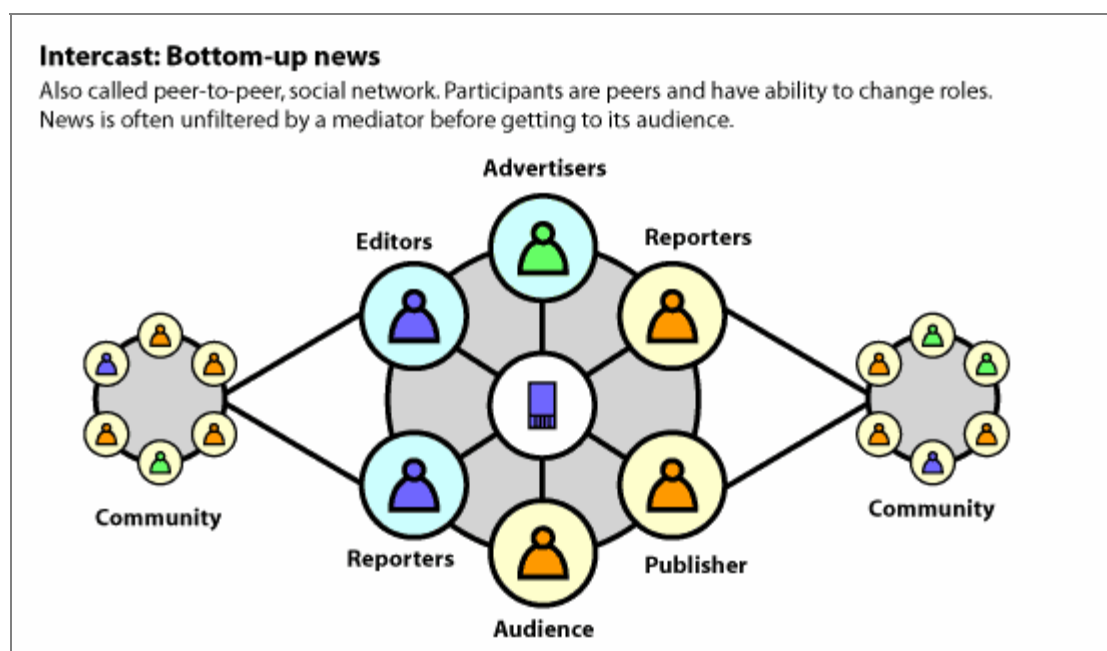 Intercast: Bottom-up news
Also called peer-to-peer, social network. Participants are peers and have ability to change roles.
News is often unfiltered by a mediator before getting to its audience.
Advertisers
Editors
Reporters
Community
Community
Reporters
Publisher
Audience